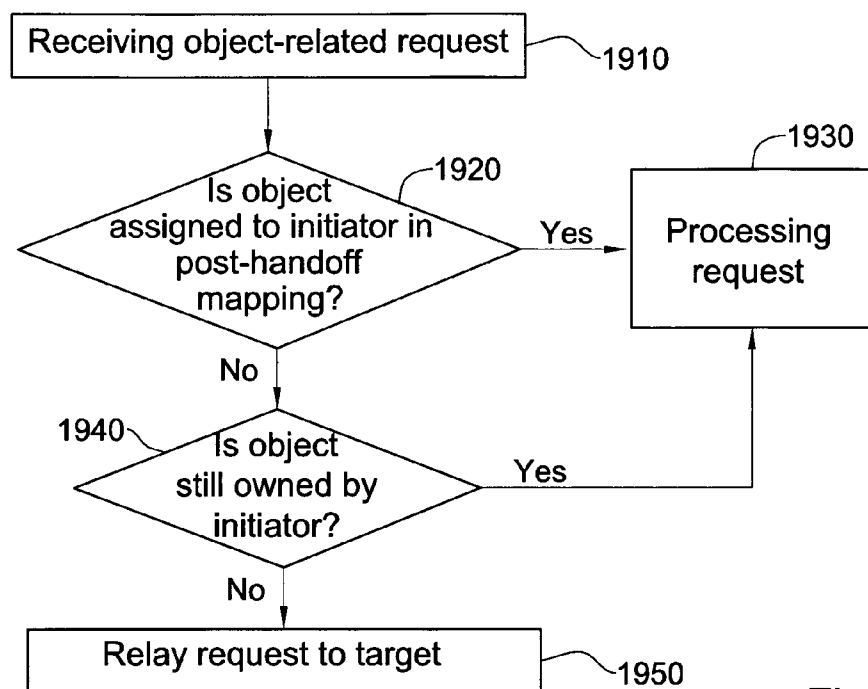 Receiving object-related request
1910
1920
Is object
assigned to initiator in
post-handoff
mapping?
Yes
1930
Processing
request
No
1940
Is object
still owned by
initiator?
Yes
No
Relay request to target
1950